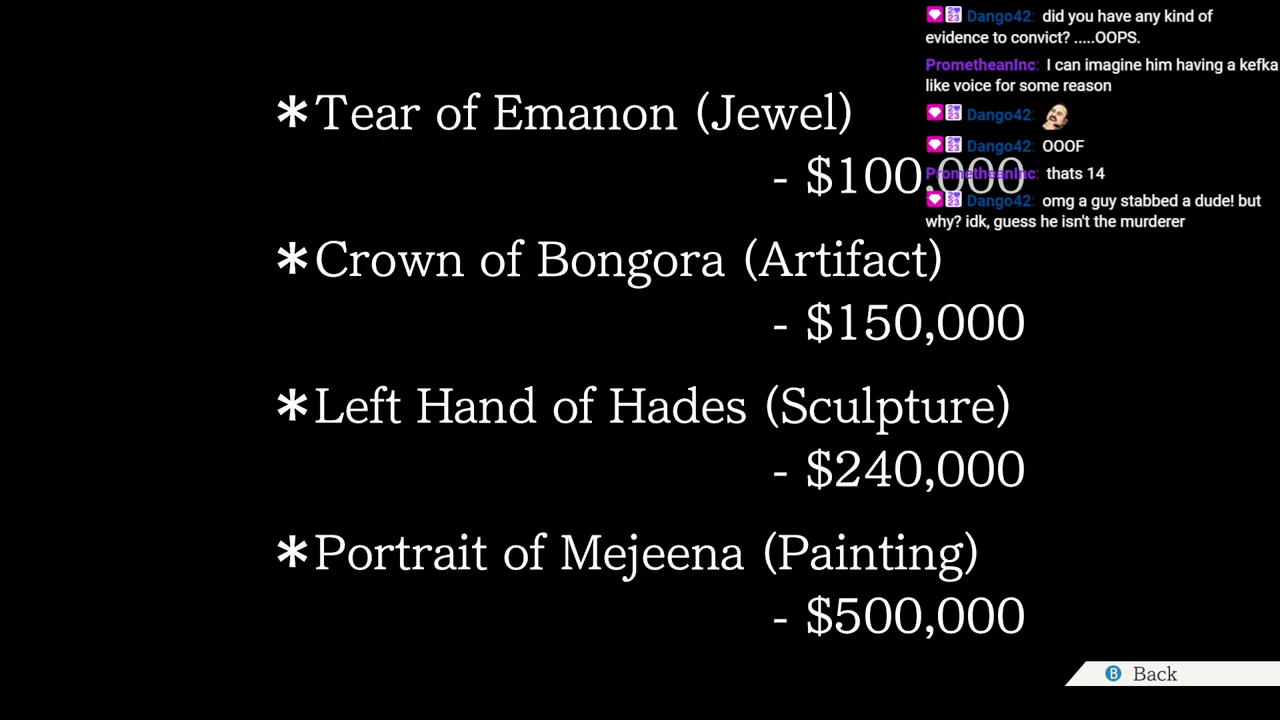 *Tear of Emanon (Jewel)
- $100,000
*Crown of Bongora (Artifact)
- $150,000
*Left Hand of Hades (Sculpture)
- $240,000
*Portrait of Mejeena (Painting)
- $500,000
Dango42: did you have any kind of
evidence to convict? .....OOPS.
PrometheanInc: I can imagine him having a kefka
like voice for some reason
Dango42:
Dango42: OOOF
PrometheanInc: thats 14
Dango42: omg a guy stabbed a dude! but
why? idk, guess he isn't the murderer
B Back